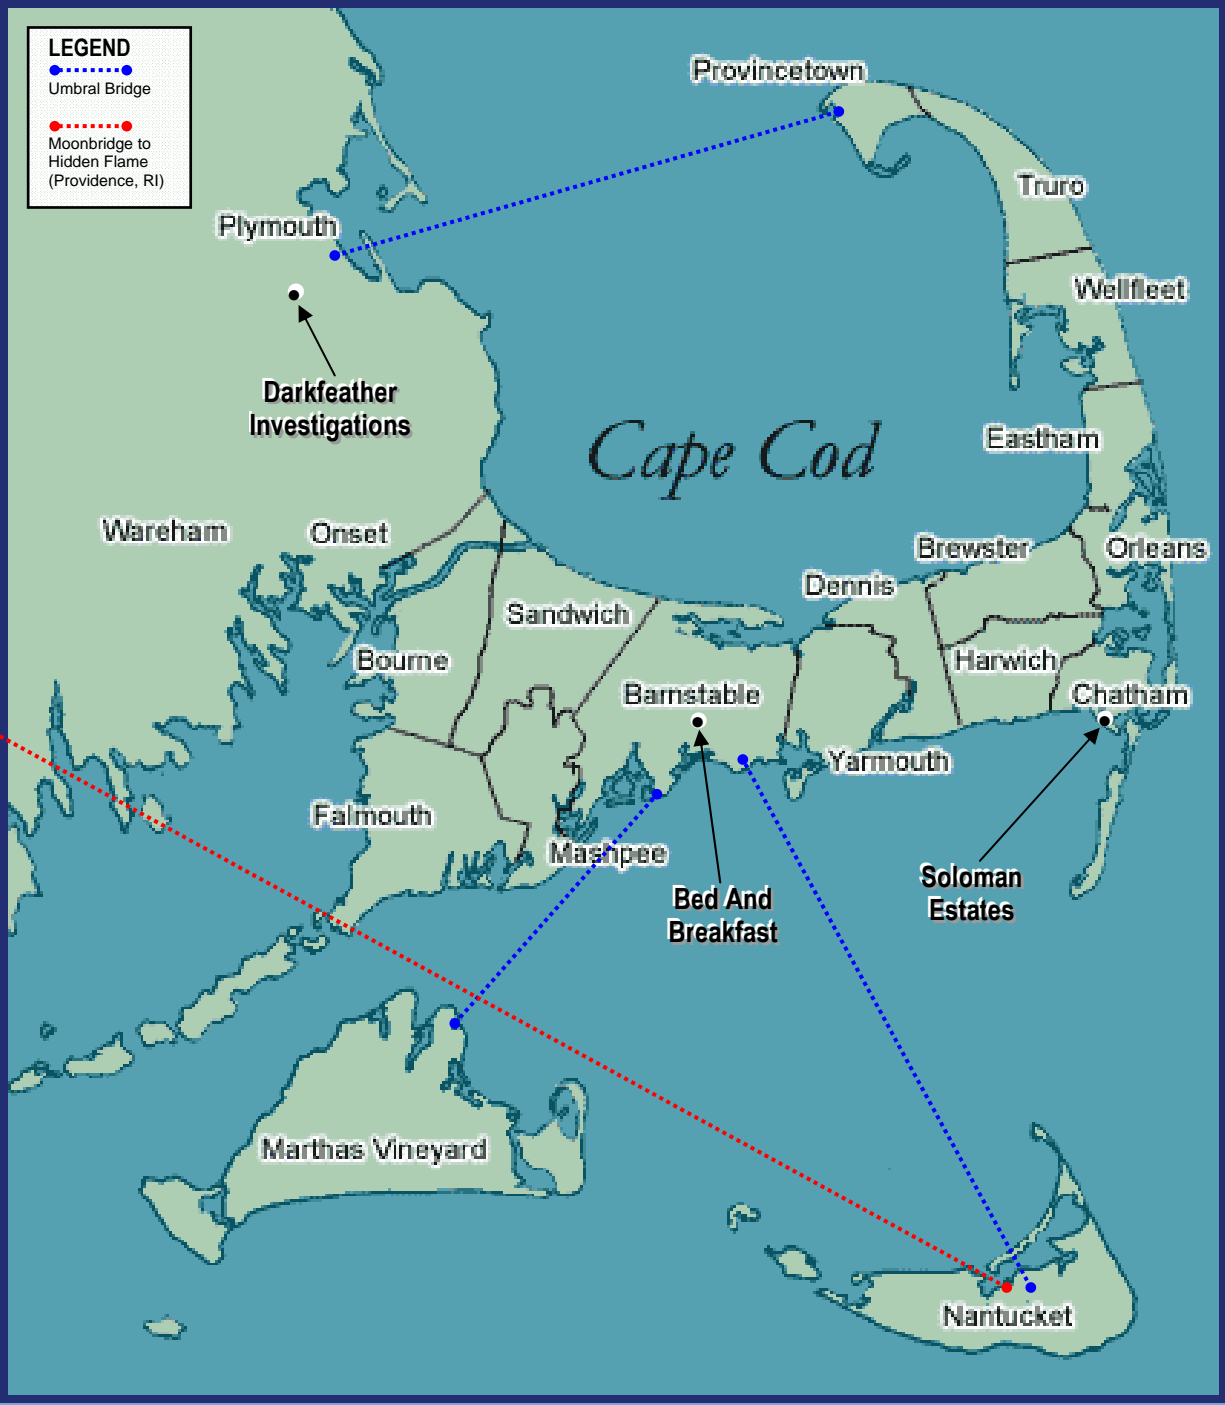 LEGEND
Umbral Bridge
Moonbridge to
Hidden Flame
(Providence, RI)
Provincetown
Truro
Plymouth
Wellfleet
Darkfeather
Investigations
Cape Cod
Eastham
Wareham
Onset
Brewster
Orleans
Dennis
Sandwich
Bourne
Harwich
Barnstable
Chatham
Yarmouth
Falmouth
Mashpee
Soloman
Estates
Bed And
Breakfast
Marthas Vineyard
Nantucket